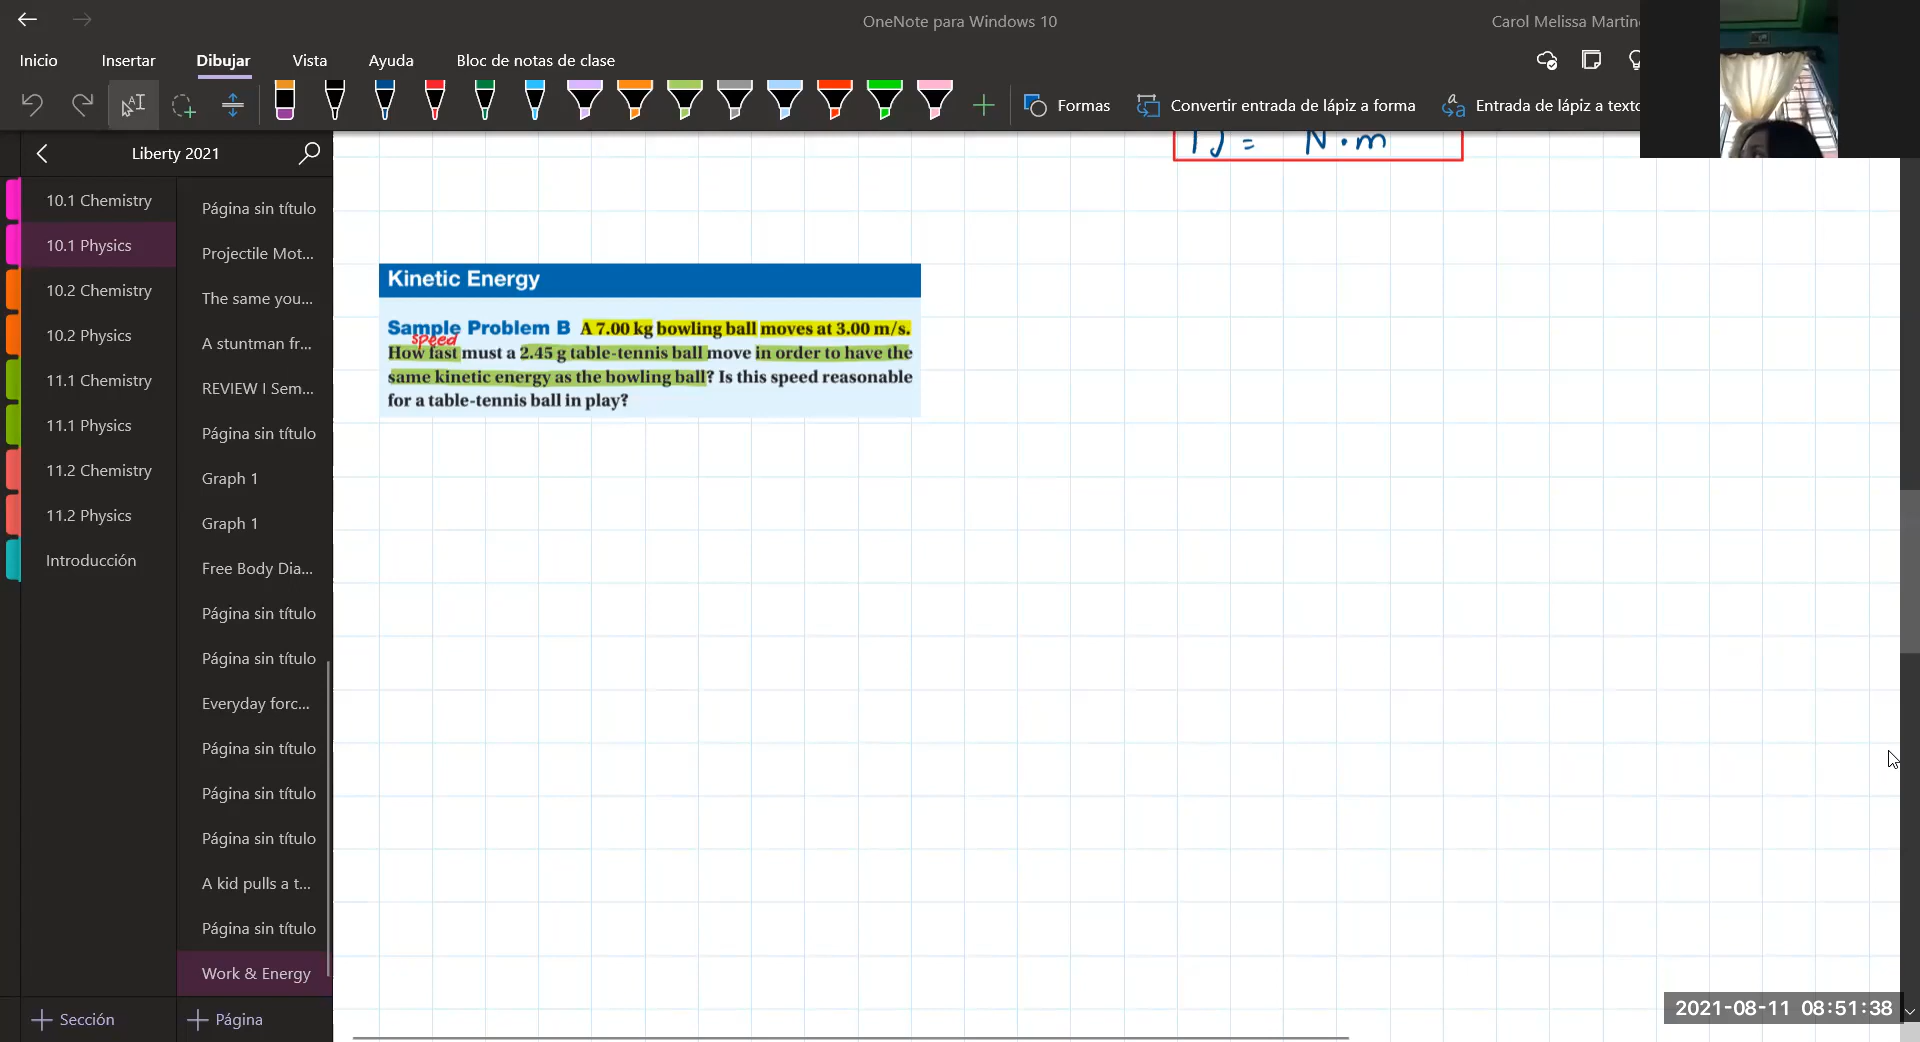 OneNote para Windows 10
Carol Melissa Martin
Inicio
Insertar
Dibujar
Vista
Ayuda
Bloc de notas de clase
Formas
Convertir entrada de lápiz a forma
Entrada de lápiz a texto
Liberty 2021
10.1 Chemistry
10.1 Physics
10.2 Chemistry
10.2 Physics
11.1 Chemistry
11.1 Physics
11.2 Chemistry
11.2 Physics
Introducción
Sección
Página sin título
Projectile Mot...
The same you...
A stuntman fr...
REVIEW I Sem...
Página sin título
Graph 1
Graph 1
Free Body Dia...
Página sin título
Página sin título
Everyday forc...
Página sin título
Página sin título
Página sin título
A kid pulls a t...
Página sin título
Work & Energy
Página
1J = N·m
Kinetic Energy
Sample Problem B A 7.00 kg bowling ball moves at 3.00 m/s.
speed
How fast must a 2.45 g table-tennis ball move in order to have the
same kinetic energy as the bowling ball? Is this speed reasonable
for a table-tennis ball in play?
2021-08-11 08:51:38